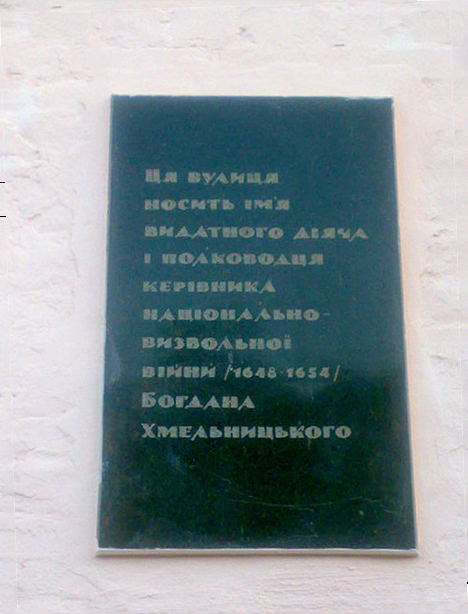 Ця вулиця
носить ім'я
видатного діяча
і полководця
керівника
національно-
визвольної
війни /1648-1654/
Богдана
Хмельницького